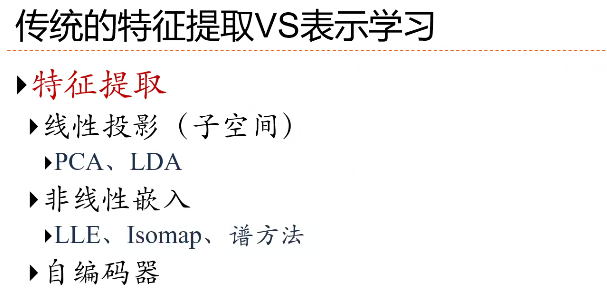 传统的特征提取VS表示学习
特征提取
线性投影（子空间）
PCA、LDA
非线性嵌入
LLE、Isomap、谱方法
自编码器